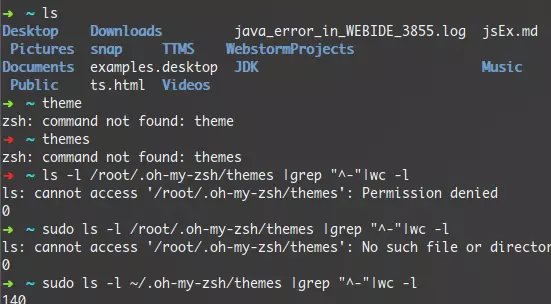 ➜ ~ ls
Desktop Downloads java_error_in_WEBIDE_3855.log jsEx.md
Pictures snap TTMS WebstormProjects
Documents examples.desktop JDK Music
Public ts.html Videos
➜ ~ theme
zsh: command not found: theme
➜ ~ themes
zsh: command not found: themes
➜ ~ ls -l /root/.oh-my-zsh/themes |grep "^-"|wc -l
ls: cannot access '/root/.oh-my-zsh/themes': Permission denied
0
➜ ~ sudo ls -l /root/.oh-my-zsh/themes |grep "^-"|wc -l
ls: cannot access '/root/.oh-my-zsh/themes': No such file or director
0
➜ ~ sudo ls -l ~/.oh-my-zsh/themes |grep "^-"|wc -l
140